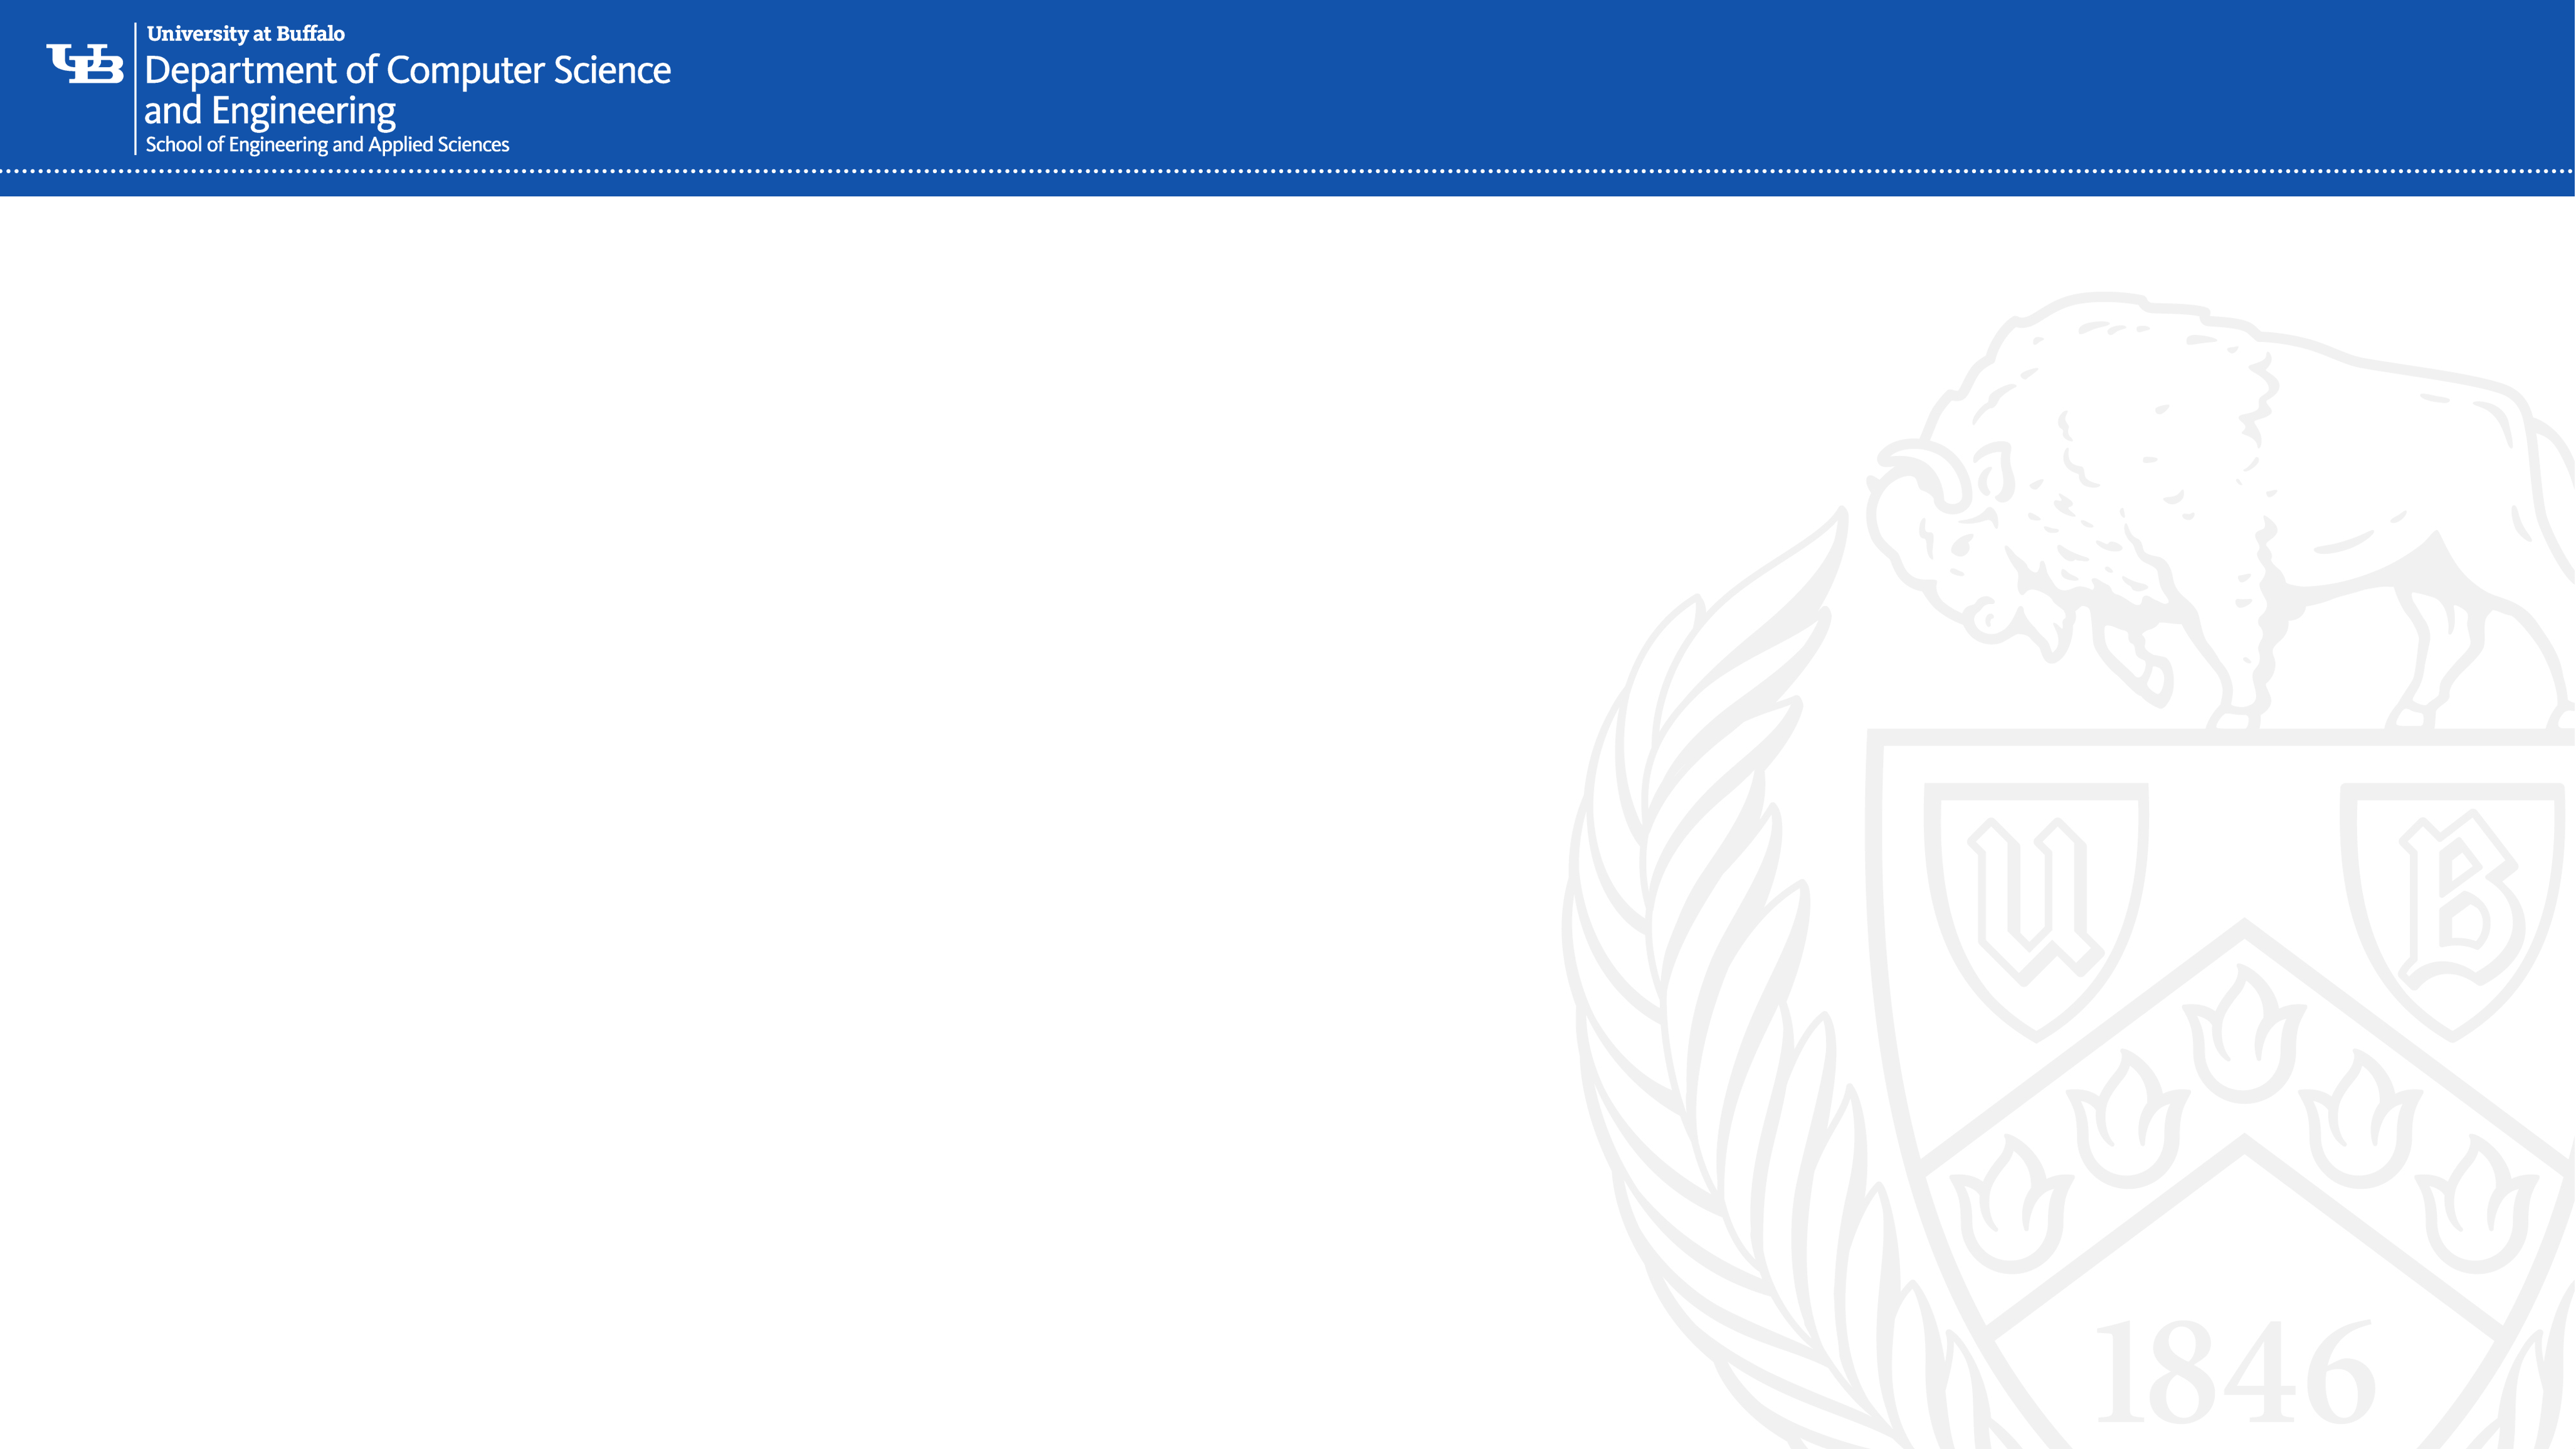 UB
University at Buffalo
Department of Computer Science
and Engineering
School of Engineering and Applied Sciences
U B
1846